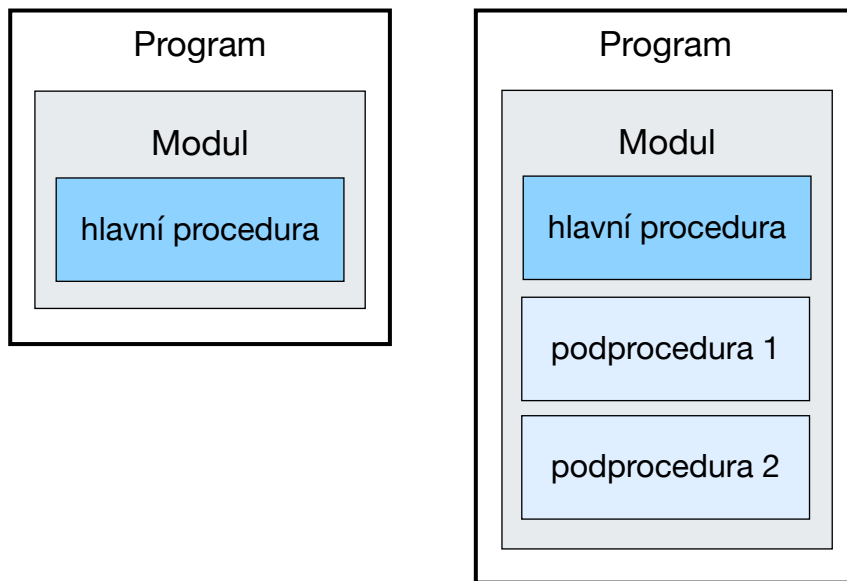 Program
Modul
hlavní procedura
Program
Modul
hlavní procedura
podprocedura 1
podprocedura 2